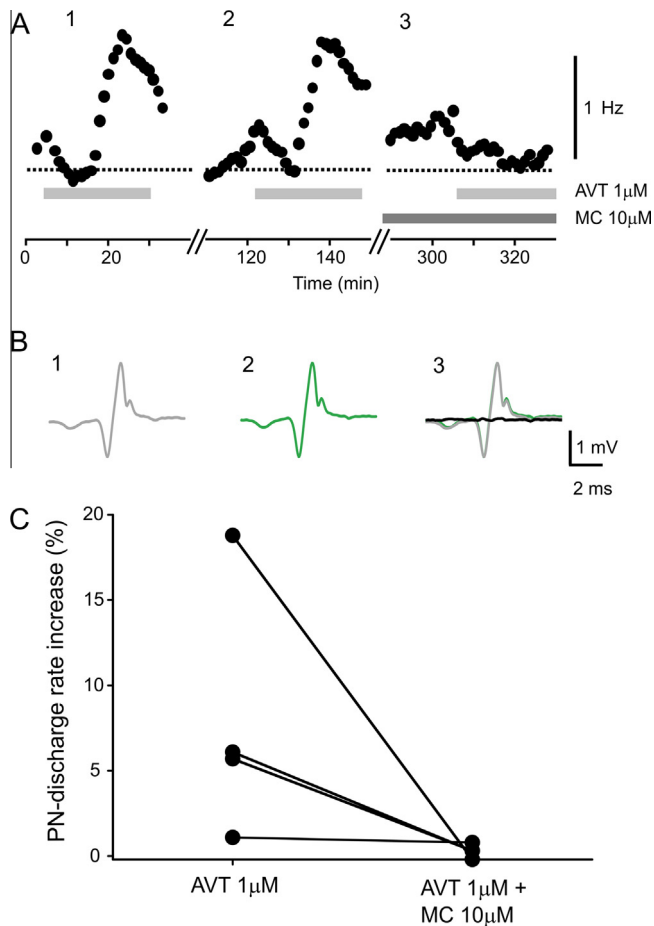 A
1
2
3
1 Hz
AVT 1µM
MC 10µM
0
20
120
140
300
320
Time (min)
B
1
2
3
1 mV
2 ms
C
PN-discharge rate increase (%)
20
15
10
5
0
AVT 1µM
AVT 1µM +
MC 10µM